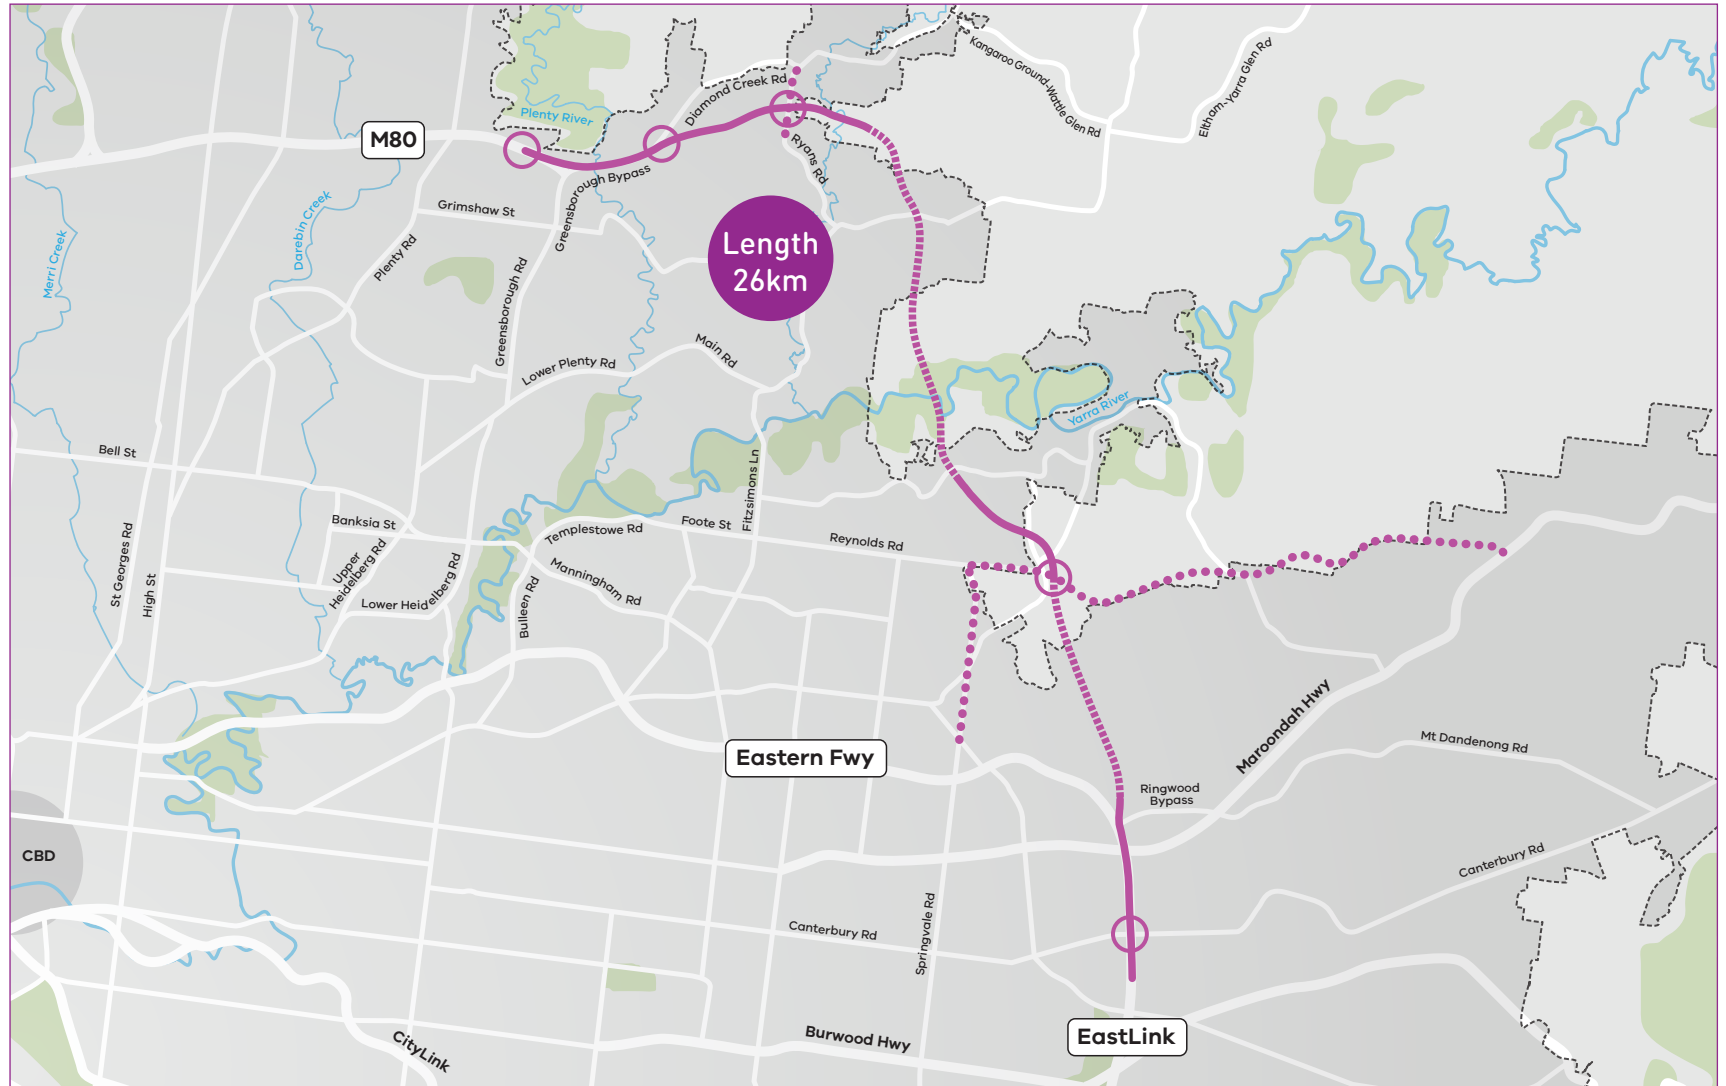 Kangaroo Ground-Wattle Glen Rd
Eltham-Yarra Glen Rd
Diamond Creek Rd
Plenty River
M80
Ryans Rd
Greensborough Bypass
Grimshaw St
Darebin Creek
Merri Creek
Plenty Rd
Length
26km
Greensborough Rd
Main Rd
Lower Plenty Rd
Yarra River
Bell St
Fitzsimons Ln
Banksia St
Templestowe Rd
Foote St
Reynolds Rd
St Georges Rd
High St
Upper
Heidelberg Rd
Lower Heidelberg Rd
Bulleen Rd
Manningham Rd
Maroondah Hwy
Mt Dandenong Rd
Eastern Fwy
Ringwood
Bypass
CBD
Canterbury Rd
Canterbury Rd
Springvale Rd
CityLink
Burwood Hwy
EastLink